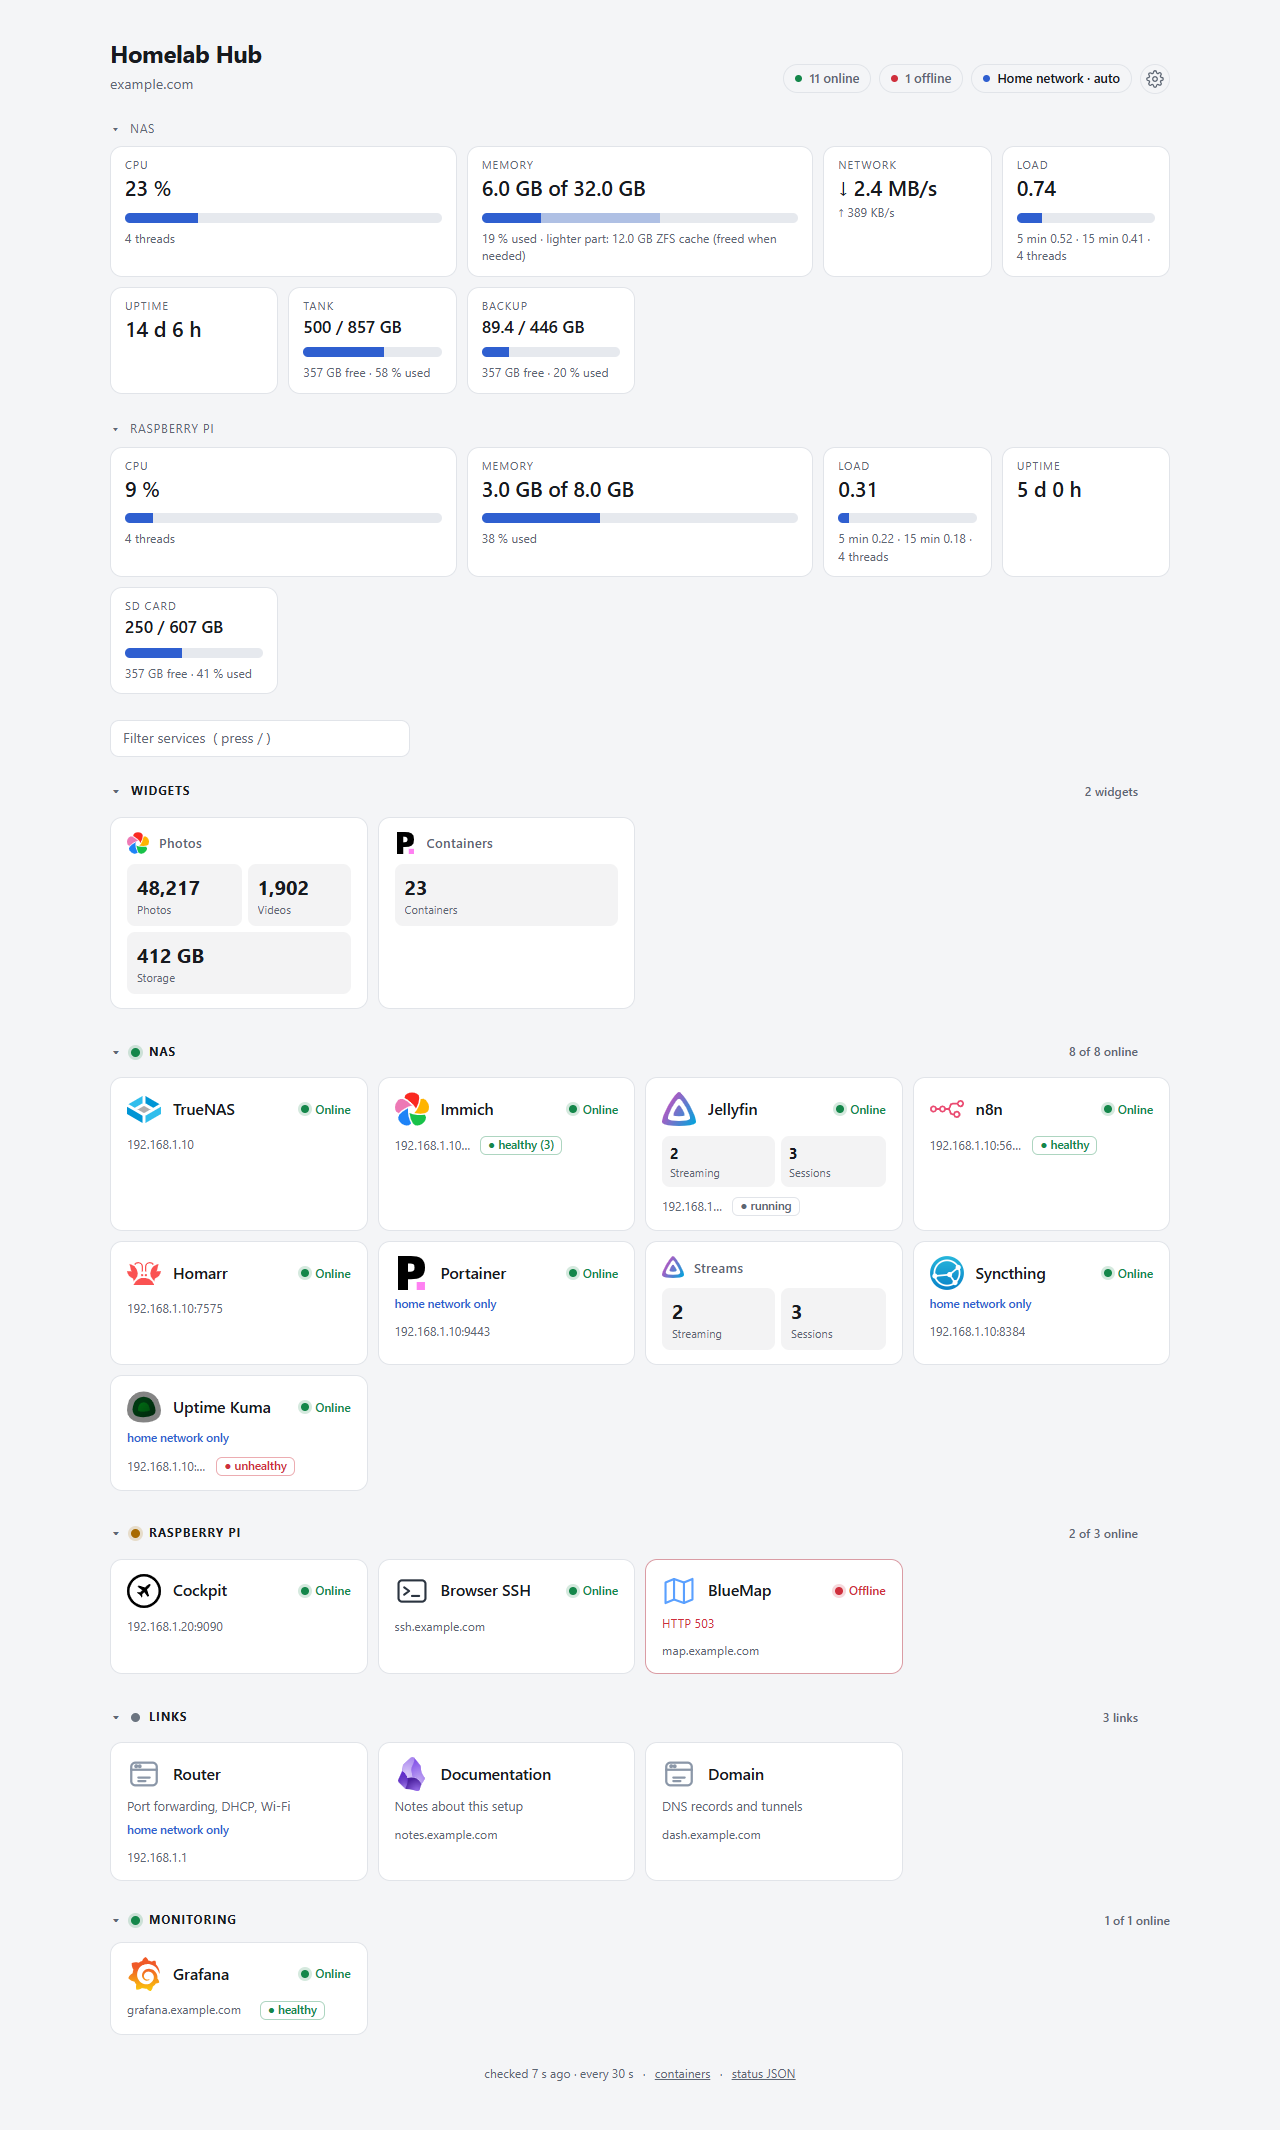 Homelab Hub
example.com
11 online
1 offline
Home network · auto
NAS
CPU
23 %
4 threads
MEMORY
6.0 GB of 32.0 GB
19 % used · lighter part: 12.0 GB ZFS cache (freed when
needed)
NETWORK
↓ 2.4 MB/s
↑ 389 KB/s
LOAD
0.74
5 min 0.52 · 15 min 0.41 ·
4 threads
UPTIME
14 d 6 h
TANK
500 / 857 GB
357 GB free · 58 % used
BACKUP
89.4 / 446 GB
357 GB free · 20 % used
RASPBERRY PI
CPU
9 %
4 threads
MEMORY
3.0 GB of 8.0 GB
38 % used
LOAD
0.31
5 min 0.22 · 15 min 0.18 ·
4 threads
UPTIME
5 d 0 h
SD CARD
250 / 607 GB
357 GB free · 41 % used
Filter services ( press / )
WIDGETS
2 widgets
Photos
48,217
Photos
1,902
Videos
412 GB
Storage
Containers
23
Containers
NAS
8 of 8 online
TrueNAS
Online
192.168.1.10
Immich
Online
192.168.1.10...
healthy (3)
Jellyfin
Online
2
Streaming
3
Sessions
192.168.1...
running
n8n
Online
192.168.1.10:56...
healthy
Homarr
Online
192.168.1.10:7575
Portainer
Online
home network only
192.168.1.10:9443
Streams
2
Streaming
3
Sessions
Syncthing
Online
home network only
192.168.1.10:8384
Uptime Kuma
Online
home network only
192.168.1.10:...
unhealthy
RASPBERRY PI
2 of 3 online
Cockpit
Online
192.168.1.20:9090
Browser SSH
Online
ssh.example.com
BlueMap
Offline
HTTP 503
map.example.com
LINKS
3 links
Router
Port forwarding, DHCP, Wi-Fi
home network only
192.168.1.1
Documentation
Notes about this setup
notes.example.com
Domain
DNS records and tunnels
dash.example.com
MONITORING
1 of 1 online
Grafana
Online
grafana.example.com
healthy
checked 7 s ago · every 30 s · containers · status JSON